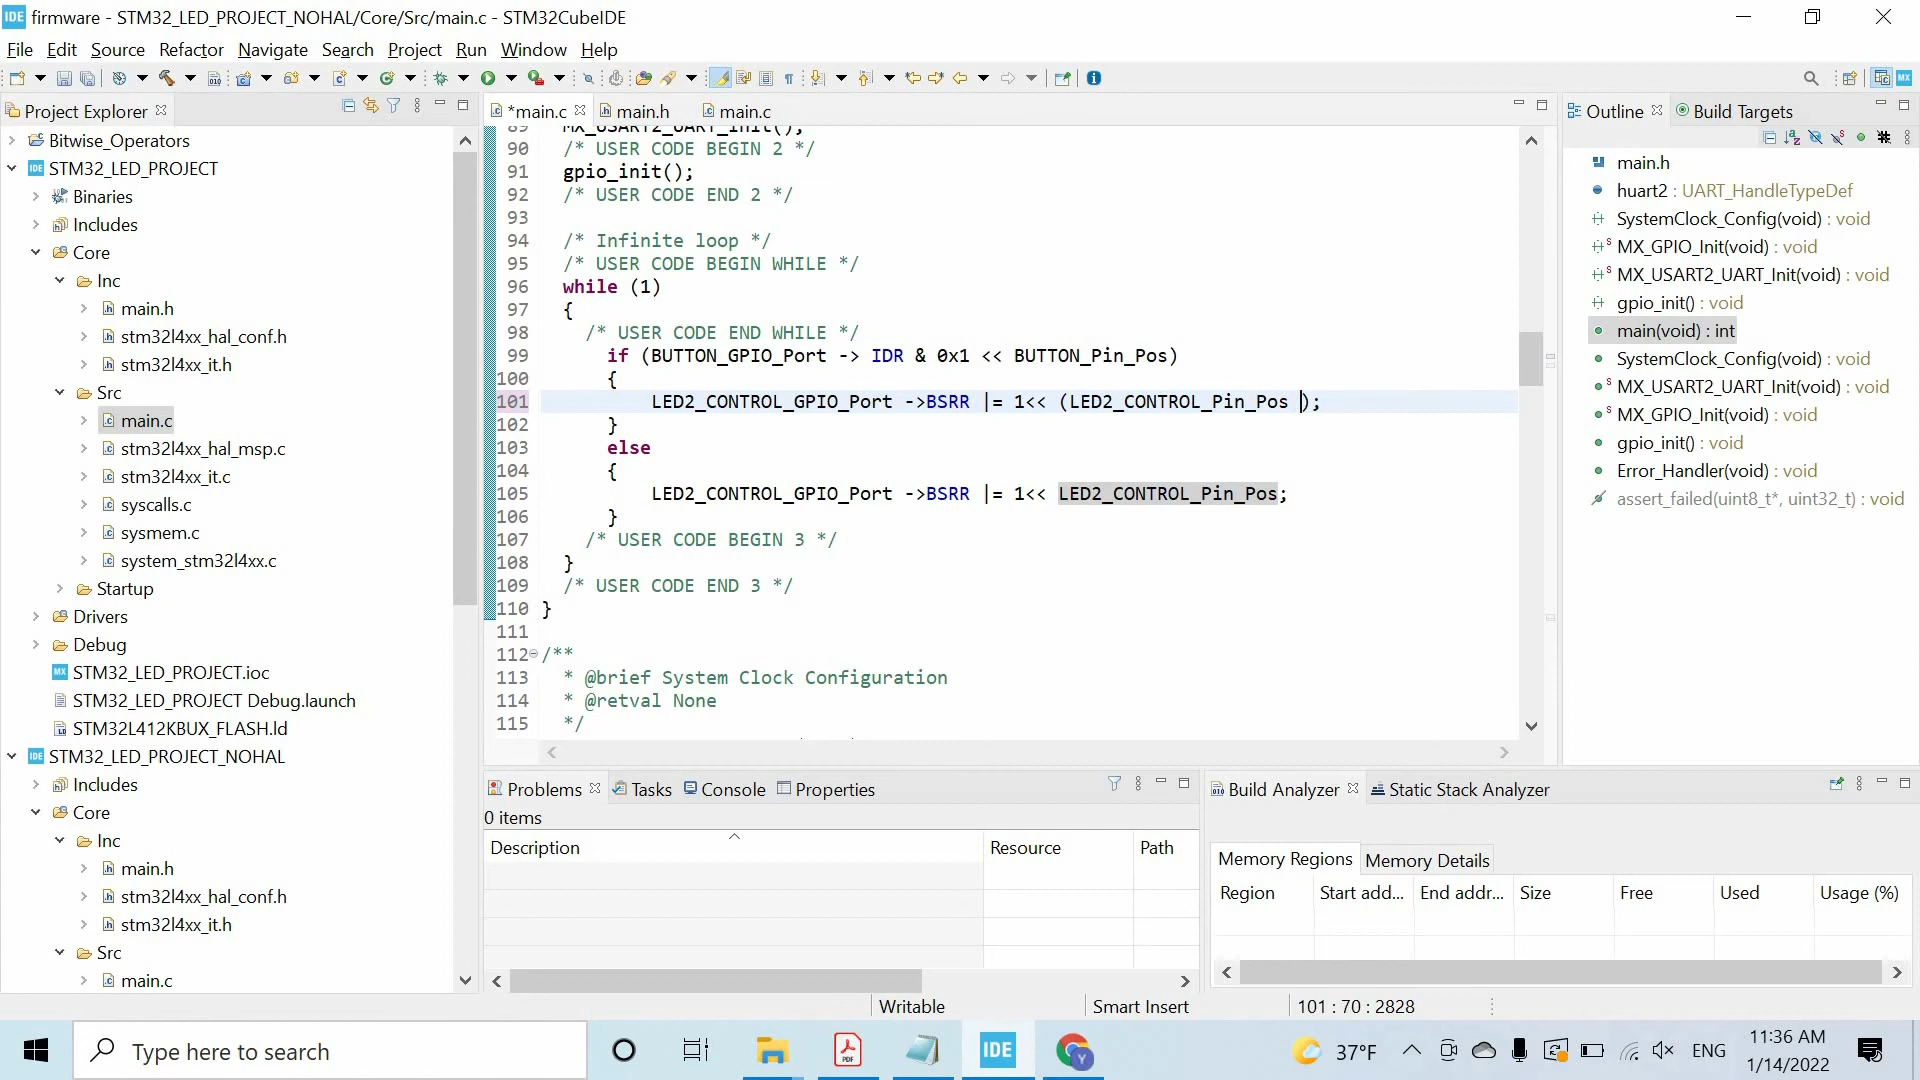 IDE firmware - STM32_LED_PROJECT_NOHAL/Core/Src/main.c - STM32CubeIDE
File Edit Source Refactor Navigate Search Project Run Window Help
Project Explorer
Bitwise_Operators
IDE STM32_LED_PROJECT
Binaries
Includes
Core
Inc
main.h
stm32l4xx_hal_conf.h
stm32l4xx_it.h
Src
main.c
stm32l4xx_hal_msp.c
stm32l4xx_it.c
syscalls.c
sysmem.c
system_stm32l4xx.c
Startup
Drivers
Debug
MX STM32_LED_PROJECT.ioc
STM32_LED_PROJECT Debug.launch
STM32L412KBUX_FLASH.ld
IDE STM32_LED_PROJECT_NOHAL
Includes
Core
Inc
main.h
stm32l4xx_hal_conf.h
stm32l4xx_it.h
Src
main.c
*main.c main.h main.c
89 MX_USART2_UART_Init();
90 /* USER CODE BEGIN 2 */
91 gpio_init();
92 /* USER CODE END 2 */
93
94 /* Infinite loop */
95 /* USER CODE BEGIN WHILE */
96 while (1)
97 {
98 /* USER CODE END WHILE */
99 if (BUTTON_GPIO_Port -> IDR & 0x1 << BUTTON_Pin_Pos)
100 {
101 LED2_CONTROL_GPIO_Port ->BSRR |= 1<< (LED2_CONTROL_Pin_Pos );
102 }
103 else
104 {
105 LED2_CONTROL_GPIO_Port ->BSRR |= 1<< LED2_CONTROL_Pin_Pos;
106 }
107 /* USER CODE BEGIN 3 */
108 }
109 /* USER CODE END 3 */
110 }
111
112 /**
113 * @brief System Clock Configuration
114 * @retval None
115 */
Outline Build Targets
main.h
huart2 : UART_HandleTypeDef
SystemClock_Config(void) : void
MX_GPIO_Init(void) : void
MX_USART2_UART_Init(void) : void
gpio_init() : void
main(void) : int
SystemClock_Config(void) : void
MX_USART2_UART_Init(void) : void
MX_GPIO_Init(void) : void
gpio_init() : void
Error_Handler(void) : void
assert_failed(uint8_t*, uint32_t) : void
Problems Tasks Console Properties
0 items
Description Resource Path
Build Analyzer Static Stack Analyzer
Memory Regions Memory Details
Region Start add... End addr... Size Free Used Usage (%)
Writable Smart Insert 101 : 70 : 2828
Type here to search
IDE
37°F
ENG
11:36 AM
1/14/2022